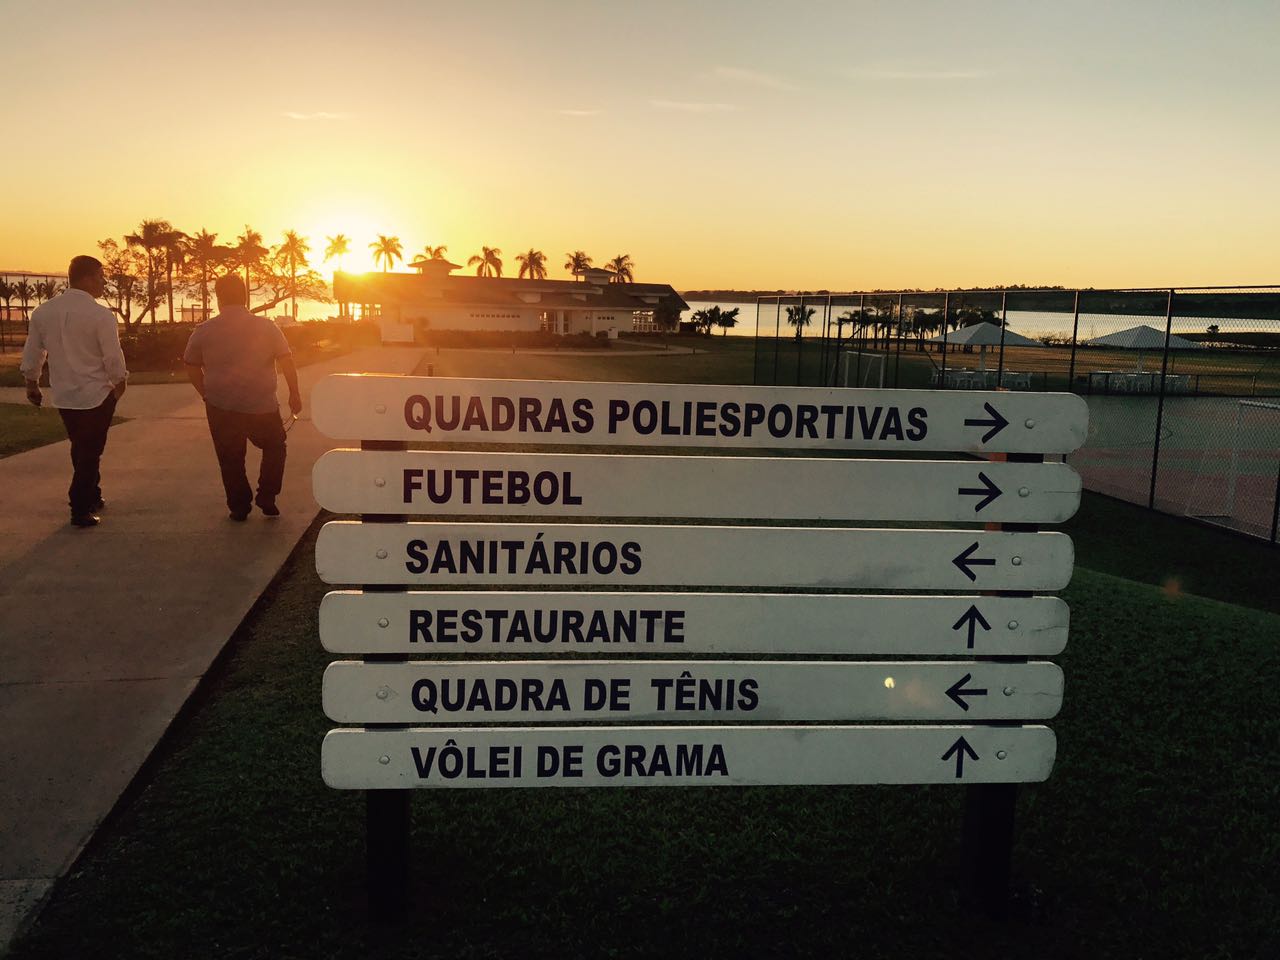 QUADRAS POLIESPORTIVAS →
FUTEBOL →
SANITÁRIOS ←
RESTAURANTE ↑
QUADRA DE TÊNIS ←
VÔLEI DE GRAMA ↑